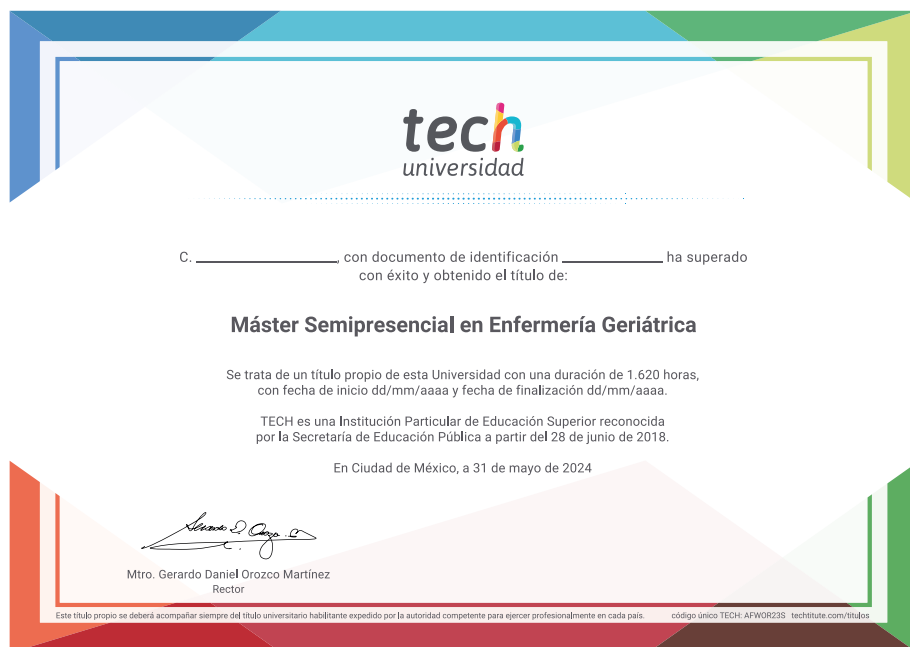 tech
universidad
C. ____________________, con documento de identificación ______________ ha superado
con éxito y obtenido el título de:
Máster Semipresencial en Enfermería Geriátrica
Se trata de un título propio de esta Universidad con una duración de 1.620 horas,
con fecha de inicio dd/mm/aaaa y fecha de finalización dd/mm/aaaa.
TECH es una Institución Particular de Educación Superior reconocida
por la Secretaría de Educación Pública a partir del 28 de junio de 2018.
En Ciudad de México, a 31 de mayo de 2024
Mtro. Gerardo Daniel Orozco Martínez
Rector
Este título propio se deberá acompañar siempre del título universitario habilitante expedido por la autoridad competente para ejercer profesionalmente en cada país. código único TECH: AFWOR23S techtitute.com/titulos